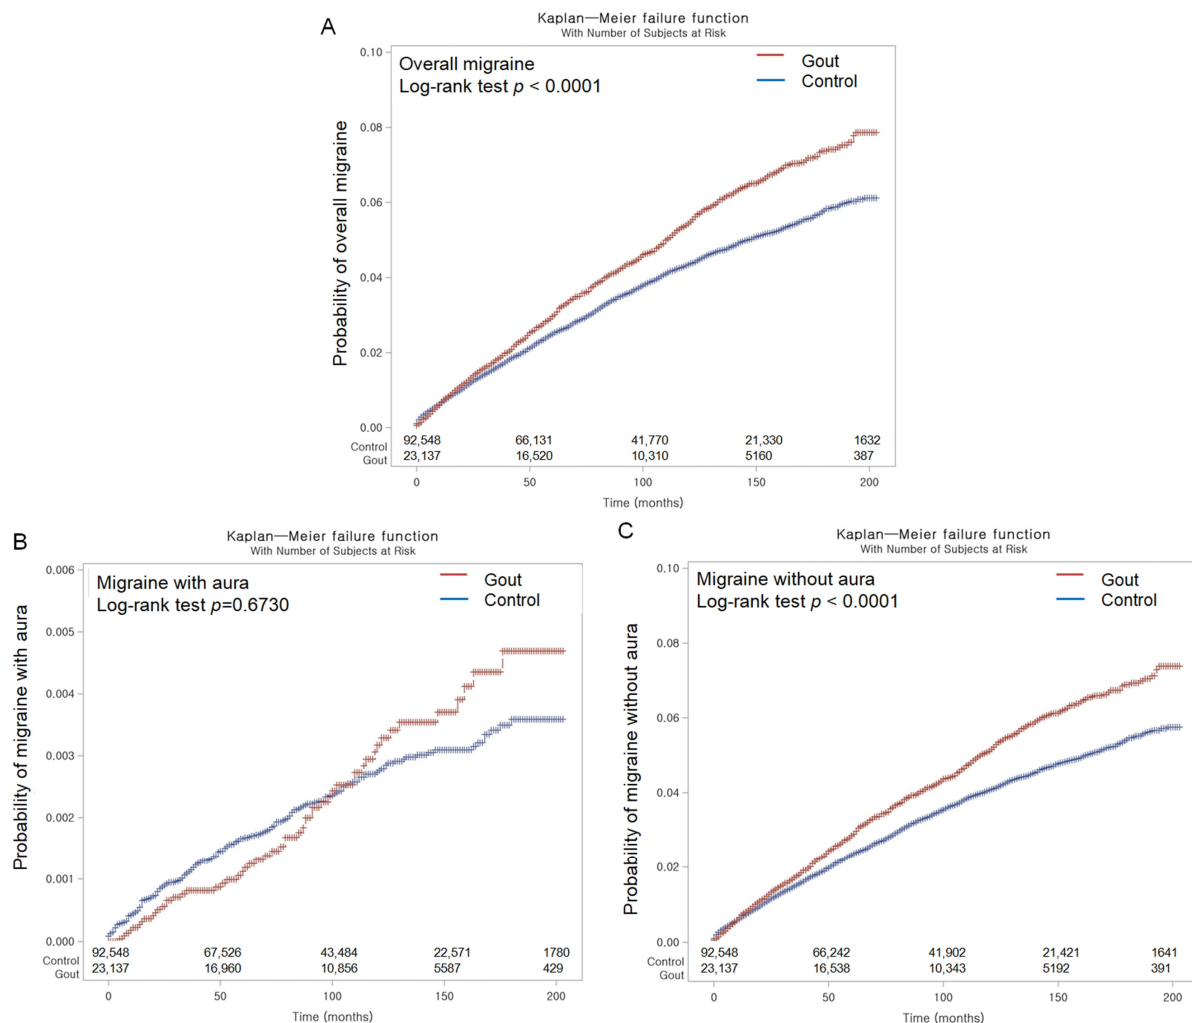 A
Kaplan—Meier failure function
With Number of Subjects at Risk
Overall migraine
Log-rank test p < 0.0001
Gout
Control
Probability of overall migraine
0.10
0.08
0.06
0.04
0.02
0.00
Control 92,548 66,131 41,770 21,330 1632
Gout 23,137 16,520 10,310 5160 387
0 50 100 150 200
Time (months)
B
Kaplan—Meier failure function
With Number of Subjects at Risk
Migraine with aura
Log-rank test p=0.6730
Gout
Control
Probability of migraine with aura
0.006
0.005
0.004
0.003
0.002
0.001
0.000
Control 92,548 67,526 43,484 22,571 1780
Gout 23,137 16,960 10,856 5587 429
0 50 100 150 200
Time (months)
C
Kaplan—Meier failure function
With Number of Subjects at Risk
Migraine without aura
Log-rank test p < 0.0001
Gout
Control
Probability of migraine without aura
0.10
0.08
0.06
0.04
0.02
0.00
Control 92,548 66,242 41,902 21,421 1641
Gout 23,137 16,538 10,343 5192 391
0 50 100 150 200
Time (months)